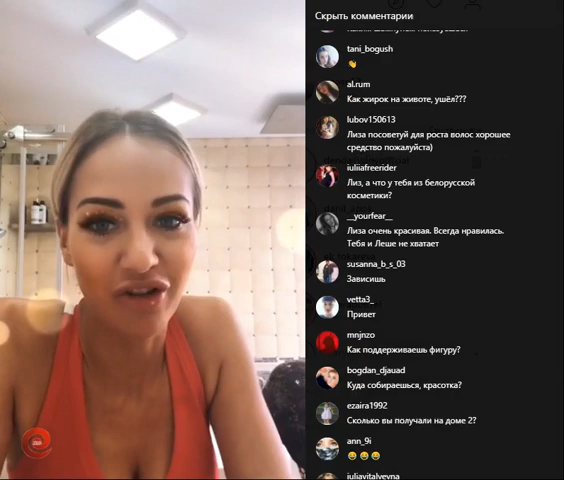 Скрыть комментарии
tani_bogush
al.rum
Как жирок на животе, ушёл???
lubov150613
Лиза посоветуй для роста волос хорошее
средство пожалуйста)
iuliiafreerider
Лиз, а что у тебя из белорусской
косметики?
__yourfear__
Лиза очень красивая. Всегда нравилась.
Тебя и Леше не хватает
susanna_b_s_03
Зависишь
vetta3_
Привет
mnjnzo
Как поддерживаешь фигуру?
bogdan_djauad
Куда собираешься, красотка?
ezaira1992
Сколько вы получали на доме 2?
ann_9i
iuliavitalveyna